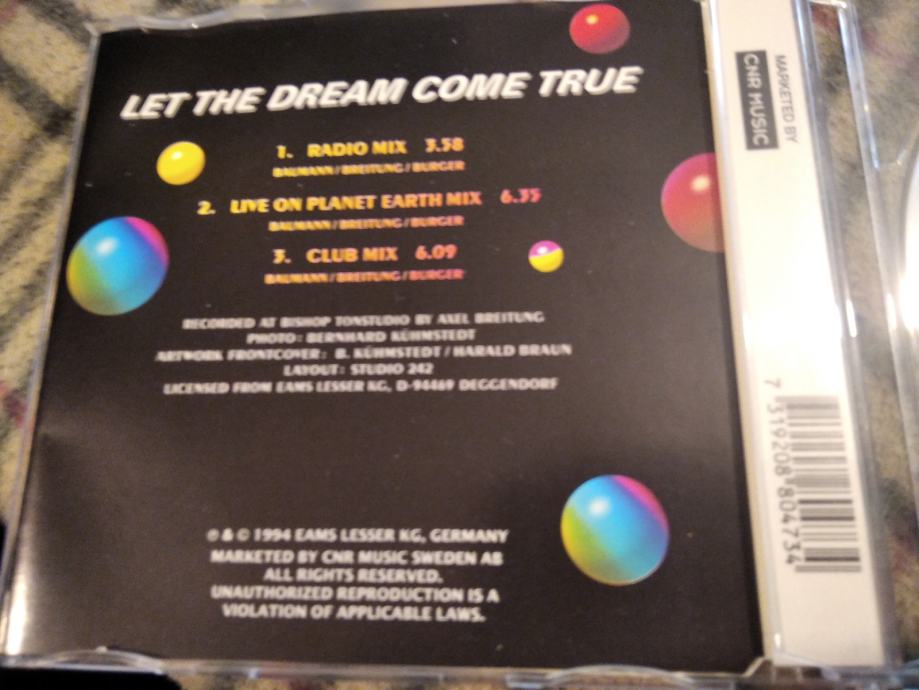 LET THE DREAM COME TRUE
1. RADIO MIX 3.58
BAUMANN / BREITUNG / BURGER
2. LIVE ON PLANET EARTH MIX 6.35
BAUMANN / BREITUNG / BURGER
3. CLUB MIX 6.09
BAUMANN / BREITUNG / BURGER
RECORDED AT BISHOP TONSTUDIO BY AXEL BREITUNG
PHOTO: BERNHARD KÜHMSTEDT
ARTWORK FRONTCOVER: B. KÜHMSTEDT / HARALD BRAUN
LAYOUT: STUDIO 242
LICENSED FROM EAMS LESSER KG, D-94469 DEGGENDORF
℗ & © 1994 EAMS LESSER KG, GERMANY
MARKETED BY CNR MUSIC SWEDEN AB
ALL RIGHTS RESERVED.
UNAUTHORIZED REPRODUCTION IS A
VIOLATION OF APPLICABLE LAWS.
MARKETED BY
CNR MUSIC
7 319208 804734